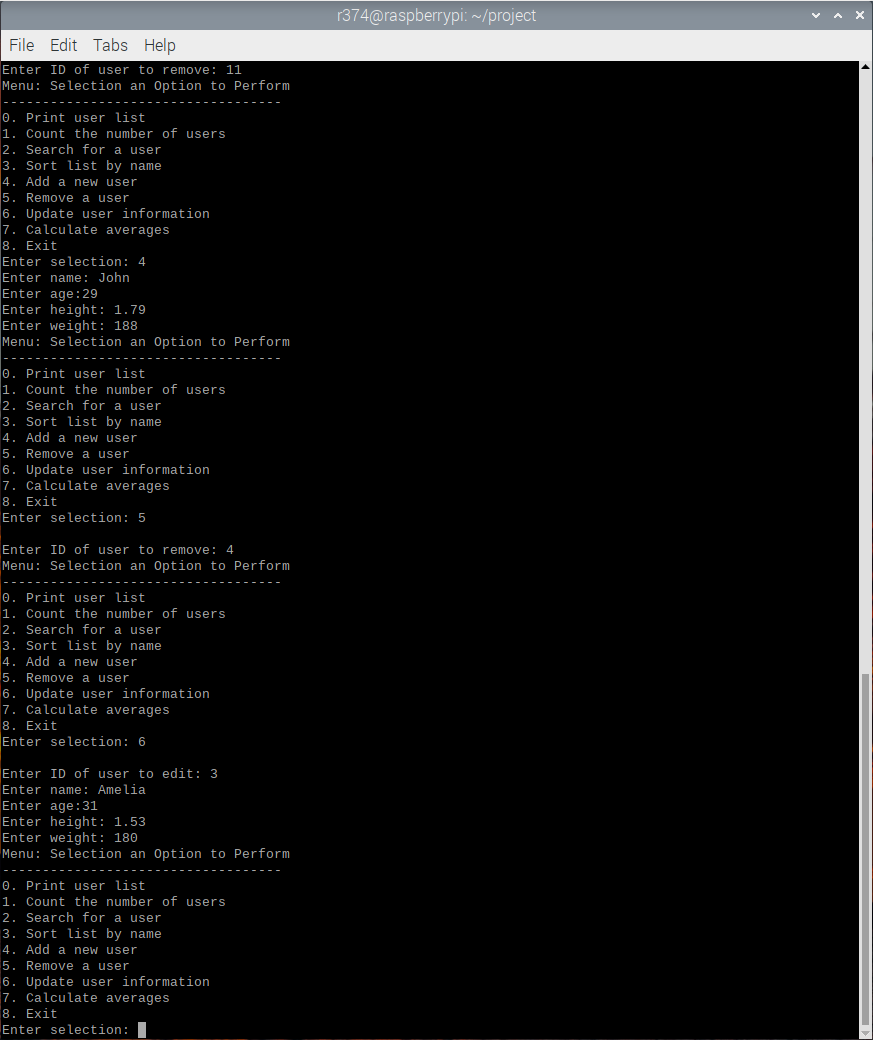 r374@raspberrypi: ~/project
File Edit Tabs Help
Enter ID of user to remove: 11
Menu: Selection an Option to Perform
-----------------------------------
0. Print user list
1. Count the number of users
2. Search for a user
3. Sort list by name
4. Add a new user
5. Remove a user
6. Update user information
7. Calculate averages
8. Exit
Enter selection: 4
Enter name: John
Enter age:29
Enter height: 1.79
Enter weight: 188
Menu: Selection an Option to Perform
-----------------------------------
0. Print user list
1. Count the number of users
2. Search for a user
3. Sort list by name
4. Add a new user
5. Remove a user
6. Update user information
7. Calculate averages
8. Exit
Enter selection: 5

Enter ID of user to remove: 4
Menu: Selection an Option to Perform
-----------------------------------
0. Print user list
1. Count the number of users
2. Search for a user
3. Sort list by name
4. Add a new user
5. Remove a user
6. Update user information
7. Calculate averages
8. Exit
Enter selection: 6

Enter ID of user to edit: 3
Enter name: Amelia
Enter age:31
Enter height: 1.53
Enter weight: 180
Menu: Selection an Option to Perform
-----------------------------------
0. Print user list
1. Count the number of users
2. Search for a user
3. Sort list by name
4. Add a new user
5. Remove a user
6. Update user information
7. Calculate averages
8. Exit
Enter selection: